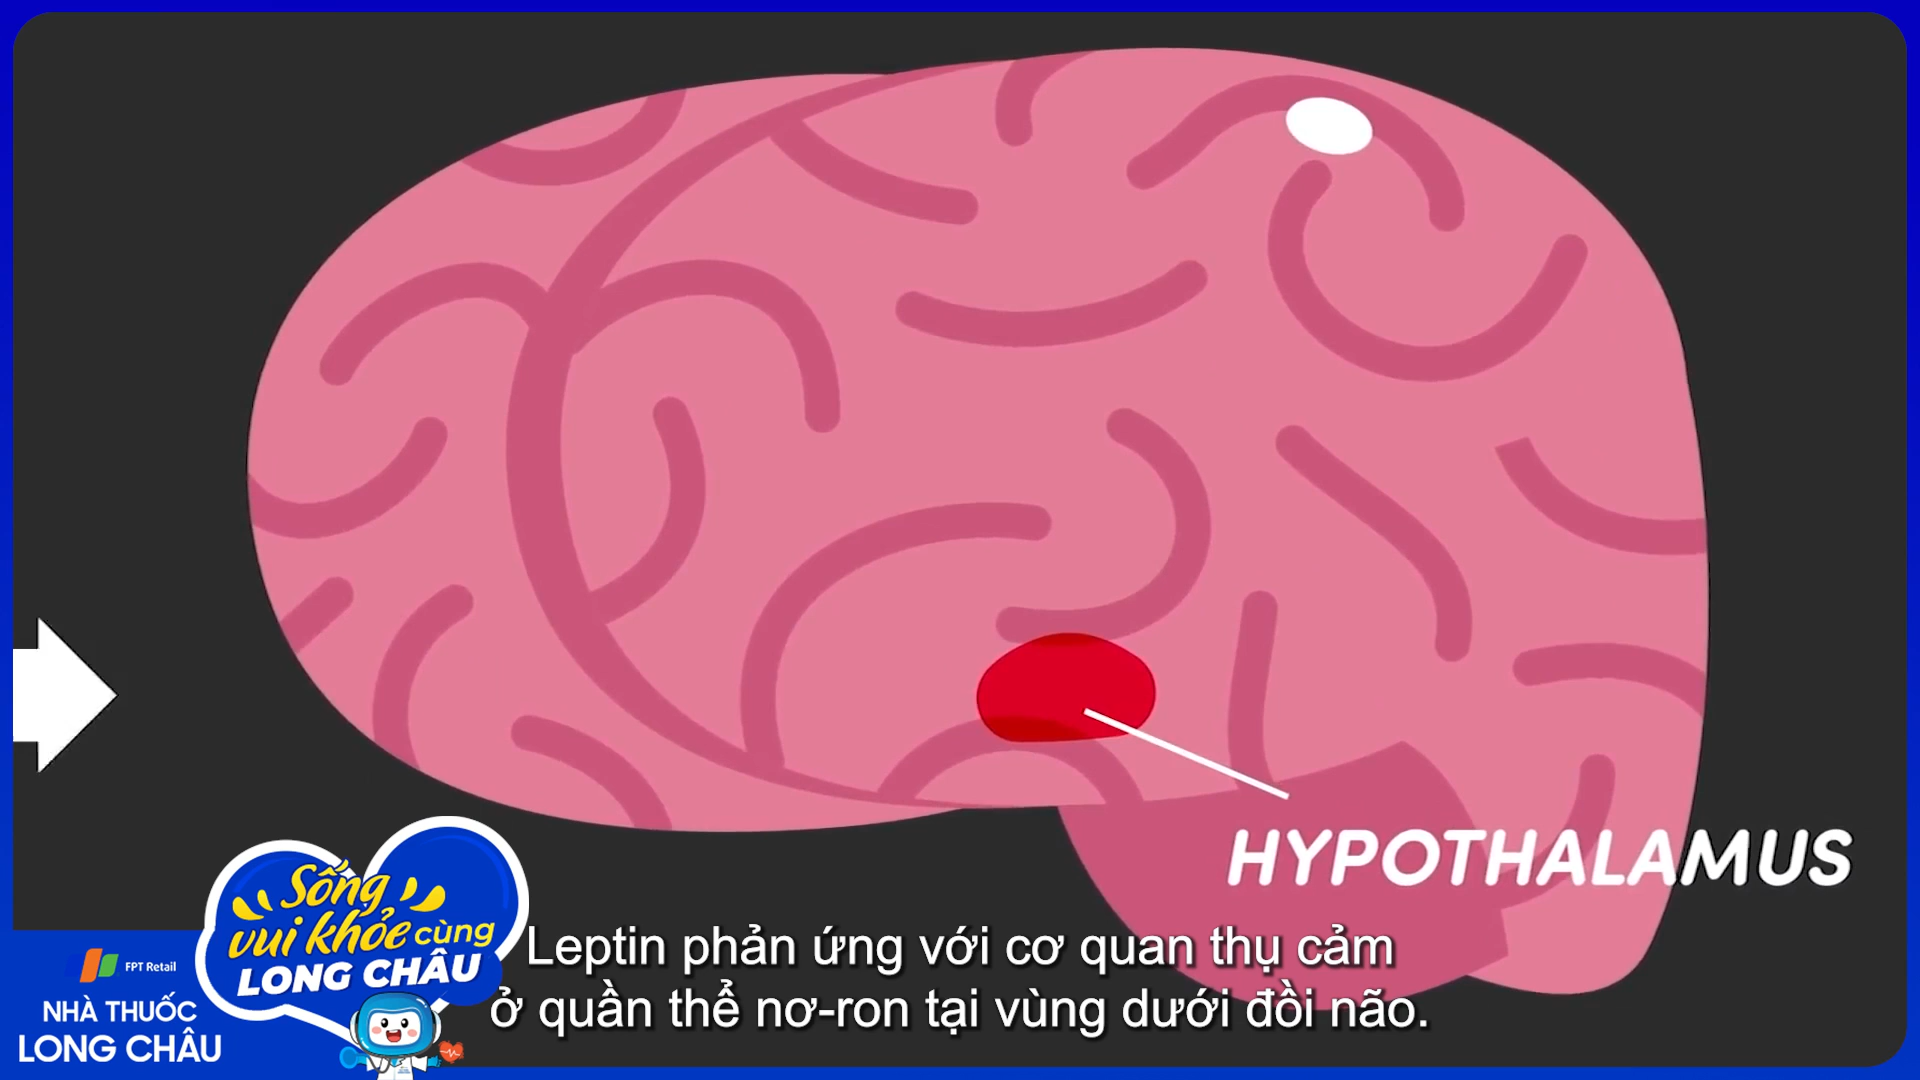 HYPOTHALAMUS
Leptin phản ứng với cơ quan thụ cảm
ở quần thể nơ-ron tại vùng dưới đồi não.
Sống
vui khỏe cùng
LONG CHÂU
FPT Retail
NHÀ THUỐC
LONG CHÂU